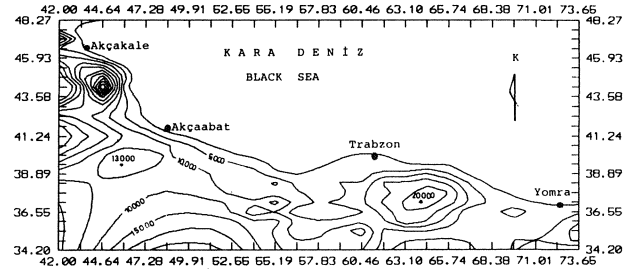 42.00 44.64 47.28 49.91 52.55 55.19 57.83 60.46 63.10 65.74 68.38 71.01 73.65
48.27 48.27
Akçakale
KARA DENİZ
45.93 45.93
BLACK SEA
K
43.58 43.58
Akçaabat
41.24 41.24
Trabzon
5000
10.000
13000
38.89 38.89
20000
Yomra
10000
36.55 36.55
15000
34.20 34.20
42.00 44.64 47.28 49.91 52.55 55.19 57.83 60.46 63.10 65.74 68.38 71.01 73.65